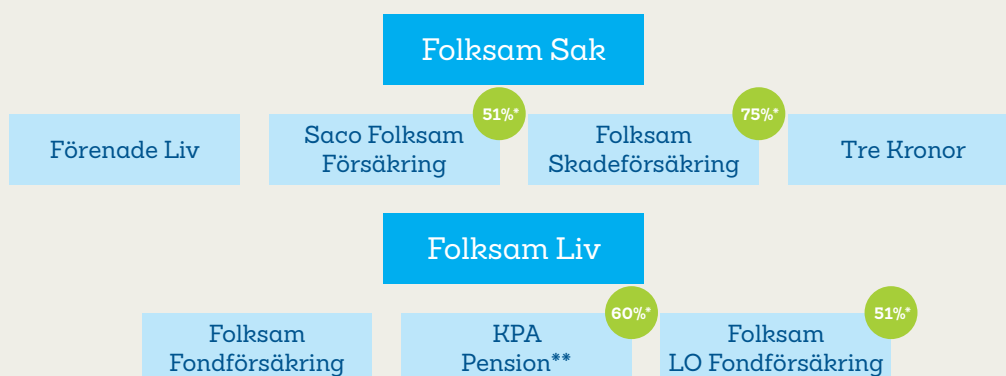 Folksam Sak
51%*
75%*
Förenade Liv
Saco Folksam
Försäkring
Folksam
Skadeförsäkring
Tre Kronor
Folksam Liv
60%*
51%*
Folksam
Fondförsäkring
KPA
Pension**
Folksam
LO Fondförsäkring